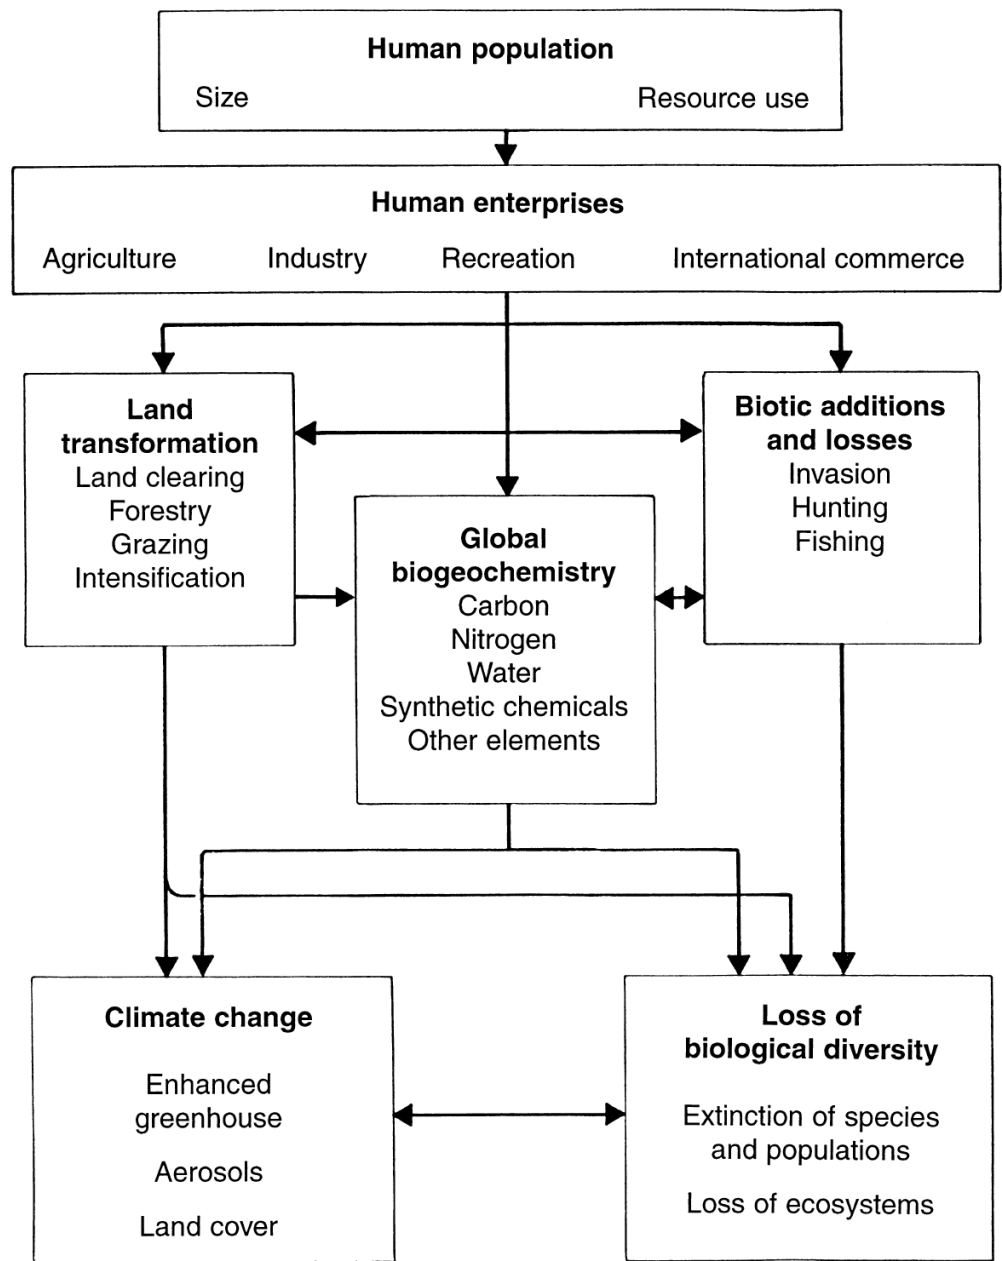 Human population
Size Resource use
Human enterprises
Agriculture Industry Recreation International commerce
Land
transformation
Land clearing
Forestry
Grazing
Intensification
Biotic additions
and losses
Invasion
Hunting
Fishing
Global
biogeochemistry
Carbon
Nitrogen
Water
Synthetic chemicals
Other elements
Climate change
Enhanced
greenhouse
Aerosols
Land cover
Loss of
biological diversity
Extinction of species
and populations
Loss of ecosystems